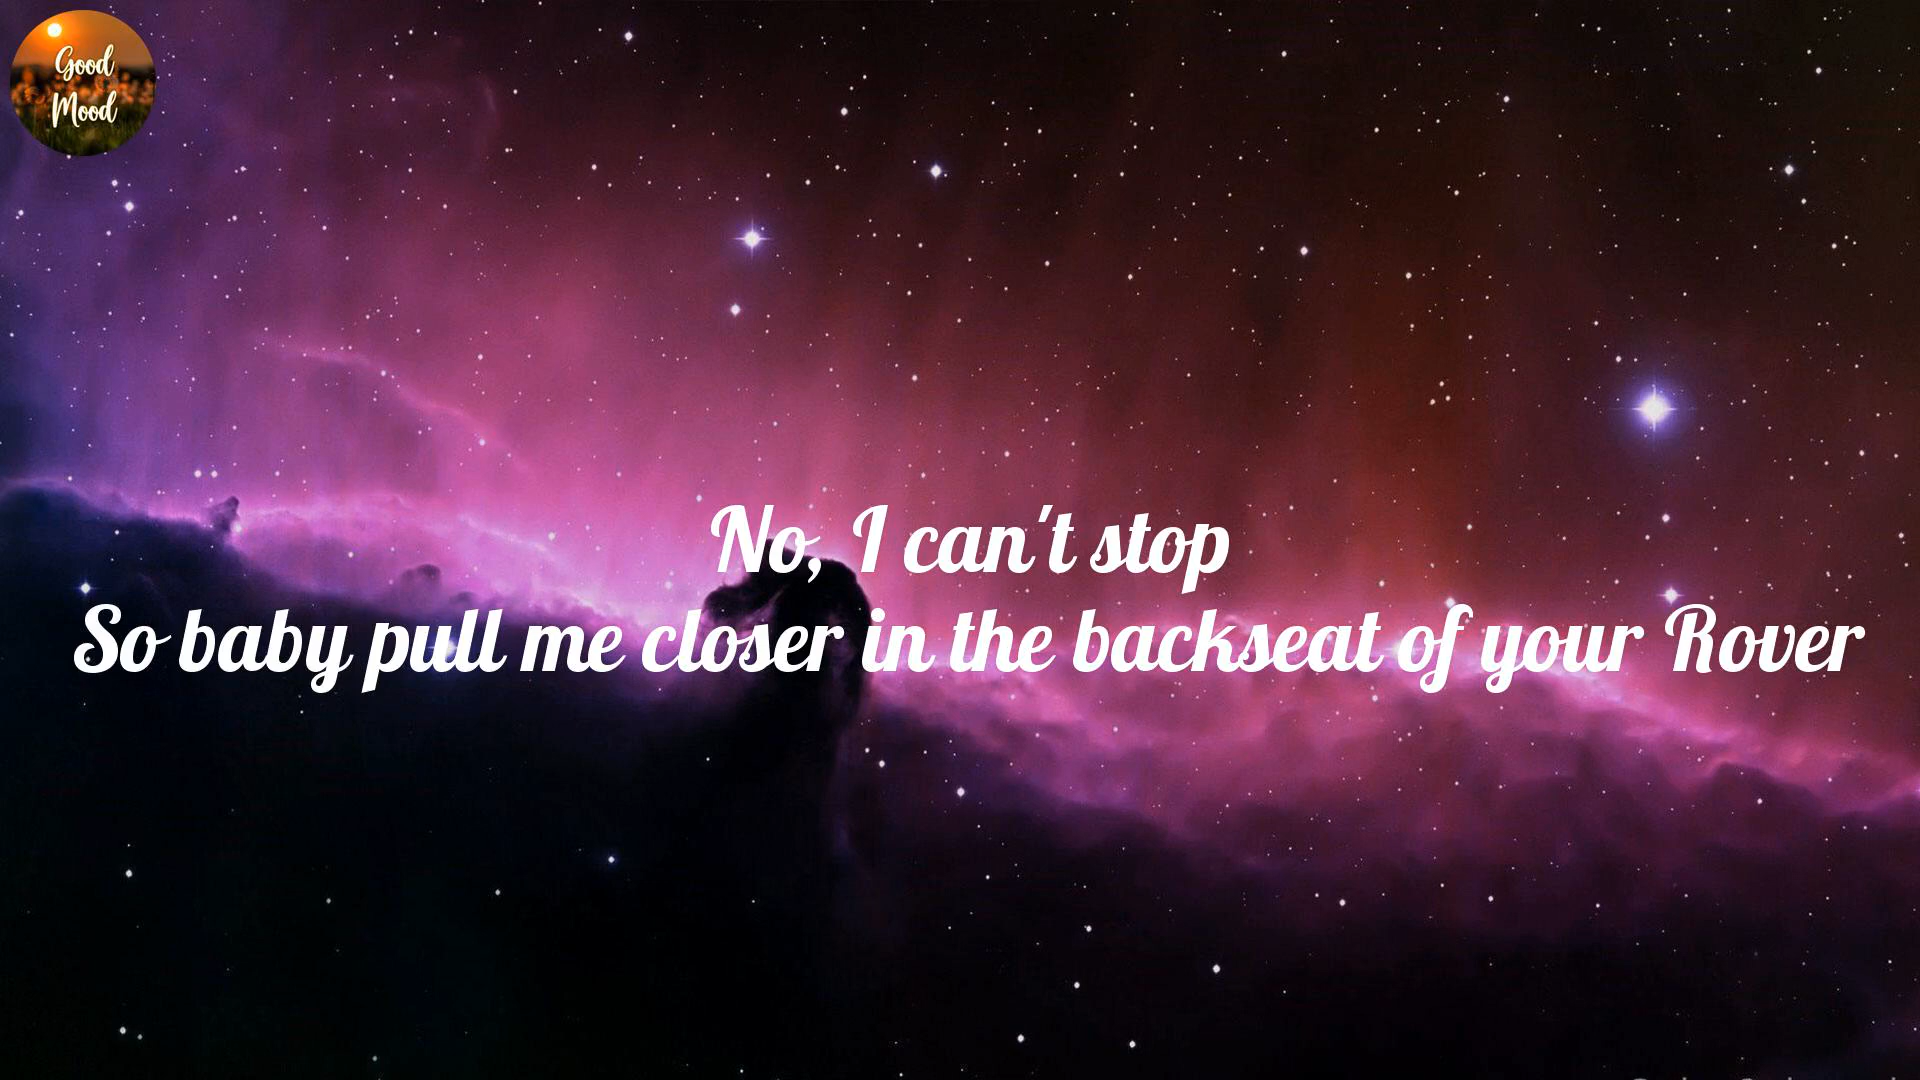 Good
Mood
No, I can't stop
So baby pull me closer in the backseat of your Rover